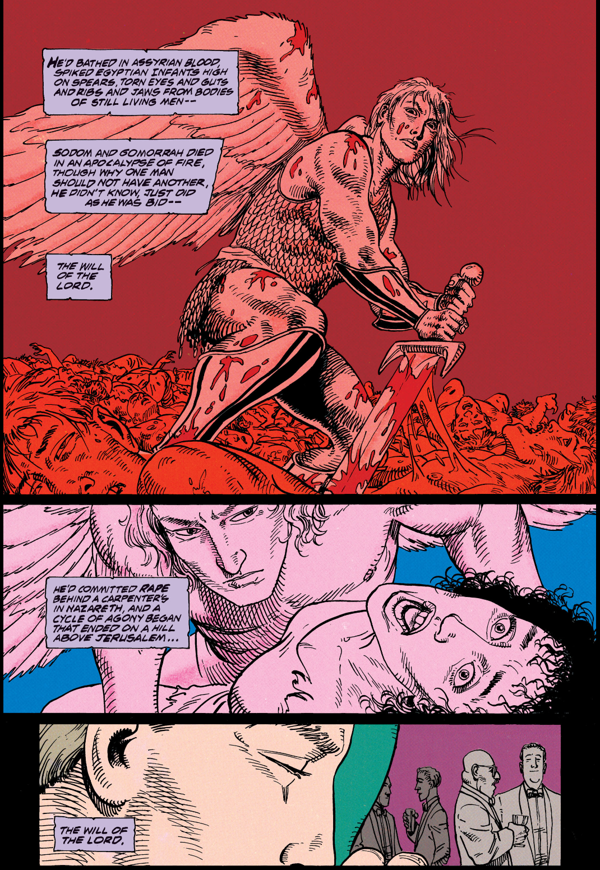 HE'D BATHED IN ASSYRIAN BLOOD,
SPIKED EGYPTIAN INFANTS HIGH
ON SPEARS, TORN EYES AND GUTS
AND RIBS AND JAWS FROM BODIES
OF STILL LIVING MEN--
SODOM AND GOMORRAH DIED
IN AN APOCALYPSE OF FIRE,
THOUGH WHY ONE MAN
SHOULD NOT HAVE ANOTHER,
HE DIDN'T KNOW, JUST DID
AS HE WAS BID--
THE WILL
OF THE
LORD.
HE'D COMMITTED RAPE
BEHIND A CARPENTER'S
IN NAZARETH, AND A
CYCLE OF AGONY BEGAN
THAT ENDED ON A HILL
ABOVE JERUSALEM...
THE WILL OF
THE LORD.